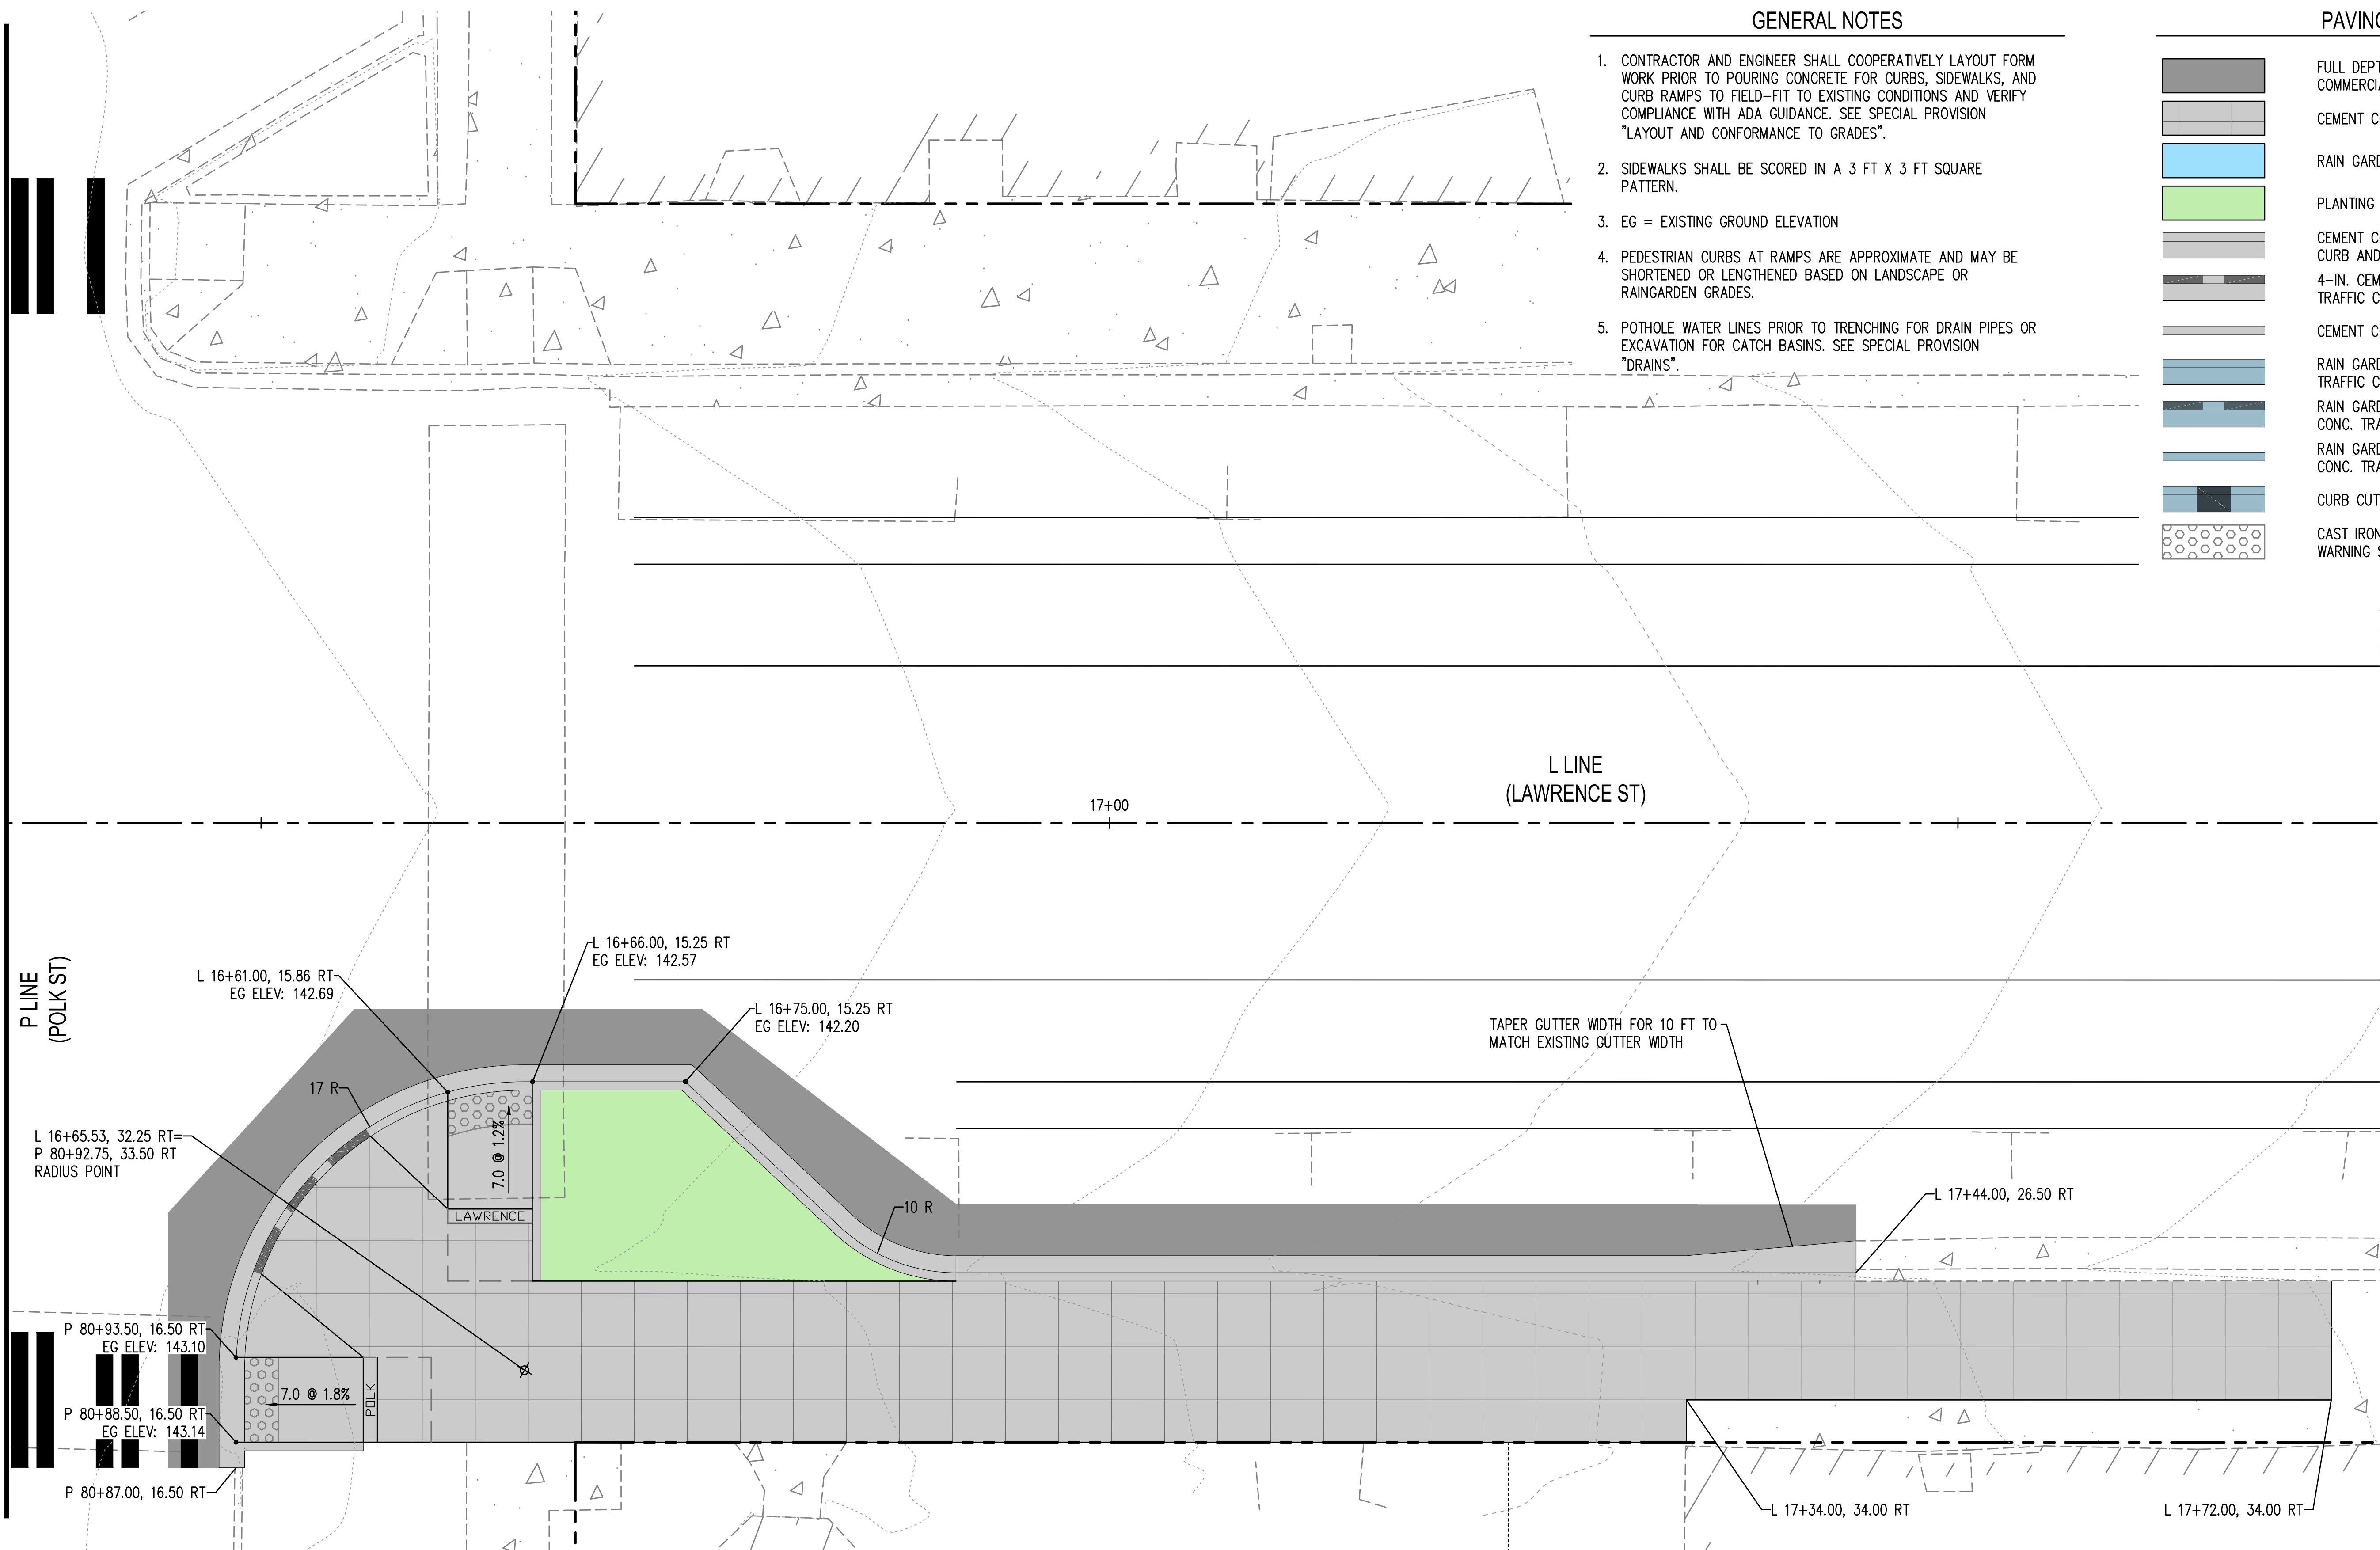 GENERAL NOTES
1. CONTRACTOR AND ENGINEER SHALL COOPERATIVELY LAYOUT FORM
WORK PRIOR TO POURING CONCRETE FOR CURBS, SIDEWALKS, AND
CURB RAMPS TO FIELD-FIT TO EXISTING CONDITIONS AND VERIFY
COMPLIANCE WITH ADA GUIDANCE. SEE SPECIAL PROVISION
"LAYOUT AND CONFORMANCE TO GRADES".
2. SIDEWALKS SHALL BE SCORED IN A 3 FT X 3 FT SQUARE
PATTERN.
3. EG = EXISTING GROUND ELEVATION
4. PEDESTRIAN CURBS AT RAMPS ARE APPROXIMATE AND MAY BE
SHORTENED OR LENGTHENED BASED ON LANDSCAPE OR
RAINGARDEN GRADES.
5. POTHOLE WATER LINES PRIOR TO TRENCHING FOR DRAIN PIPES OR
EXCAVATION FOR CATCH BASINS. SEE SPECIAL PROVISION
"DRAINS".
PAVING
FULL DEPT
COMMERCIA
CEMENT CO
RAIN GARD
PLANTING
CEMENT CO
CURB AND
4-IN. CEM
TRAFFIC C
CEMENT CO
RAIN GARD
TRAFFIC C
RAIN GARD
CONC. TRA
RAIN GARD
CONC. TRA
CURB CUT
CAST IRON
WARNING S
L LINE
(LAWRENCE ST)
17+00
P LINE
(POLK ST)
L 16+66.00, 15.25 RT
EG ELEV: 142.57
L 16+61.00, 15.86 RT
EG ELEV: 142.69
L 16+75.00, 15.25 RT
EG ELEV: 142.20
TAPER GUTTER WIDTH FOR 10 FT TO
MATCH EXISTING GUTTER WIDTH
17 R
L 16+65.53, 32.25 RT=
P 80+92.75, 33.50 RT
RADIUS POINT
7.0 @ 1.2%
LAWRENCE
10 R
L 17+44.00, 26.50 RT
P 80+93.50, 16.50 RT
EG ELEV: 143.10
7.0 @ 1.8%
POLK
P 80+88.50, 16.50 RT
EG ELEV: 143.14
P 80+87.00, 16.50 RT
L 17+34.00, 34.00 RT
L 17+72.00, 34.00 RT